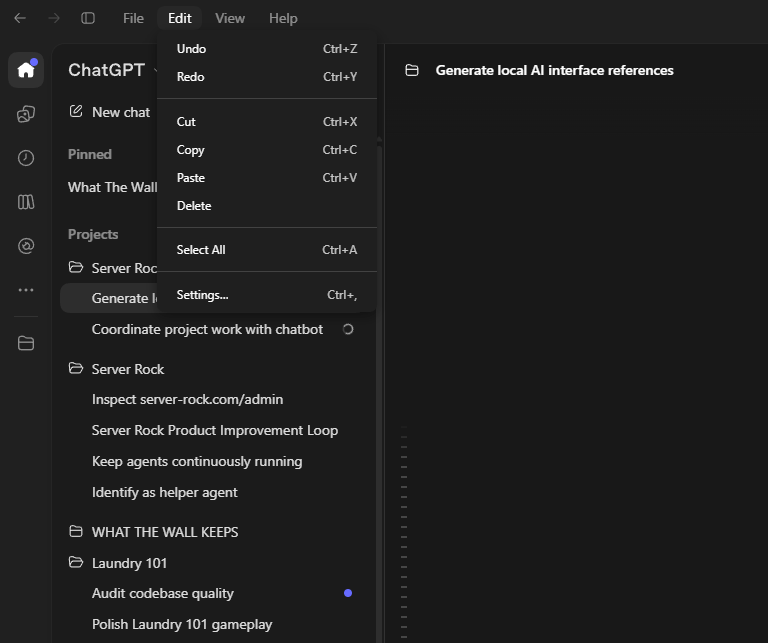 File Edit View Help
Undo Ctrl+Z
Redo Ctrl+Y
Cut Ctrl+X
Copy Ctrl+C
Paste Ctrl+V
Delete
Select All Ctrl+A
Settings... Ctrl+,
ChatGPT
New chat
Pinned
What The Wall
Projects
Server Roc
Generate l
Coordinate project work with chatbot
Server Rock
Inspect server-rock.com/admin
Server Rock Product Improvement Loop
Keep agents continuously running
Identify as helper agent
WHAT THE WALL KEEPS
Laundry 101
Audit codebase quality
Polish Laundry 101 gameplay
Generate local AI interface references